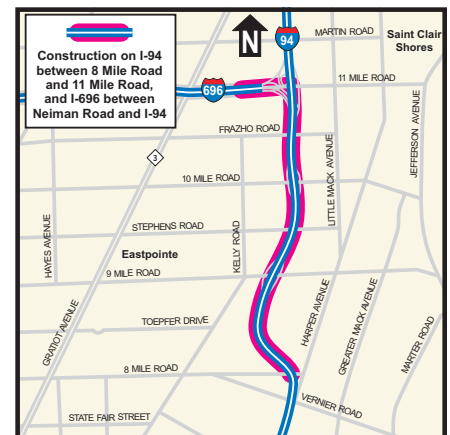 Construction on I-94
between 8 Mile Road
and 11 Mile Road,
and I-696 between
Neiman Road and I-94
N
94
MARTIN ROAD
Saint Clair
Shores
696
11 MILE ROAD
FRAZHO ROAD
3
10 MILE ROAD
JEFFERSON AVENUE
LITTLE MACK AVENUE
HAYES AVENUE
STEPHENS ROAD
KELLY ROAD
Eastpointe
9 MILE ROAD
GRATIOT AVENUE
TOEPFER DRIVE
HARPER AVENUE
GREATER MACK AVENUE
MARTER ROAD
8 MILE ROAD
VERNIER ROAD
STATE FAIR STREET